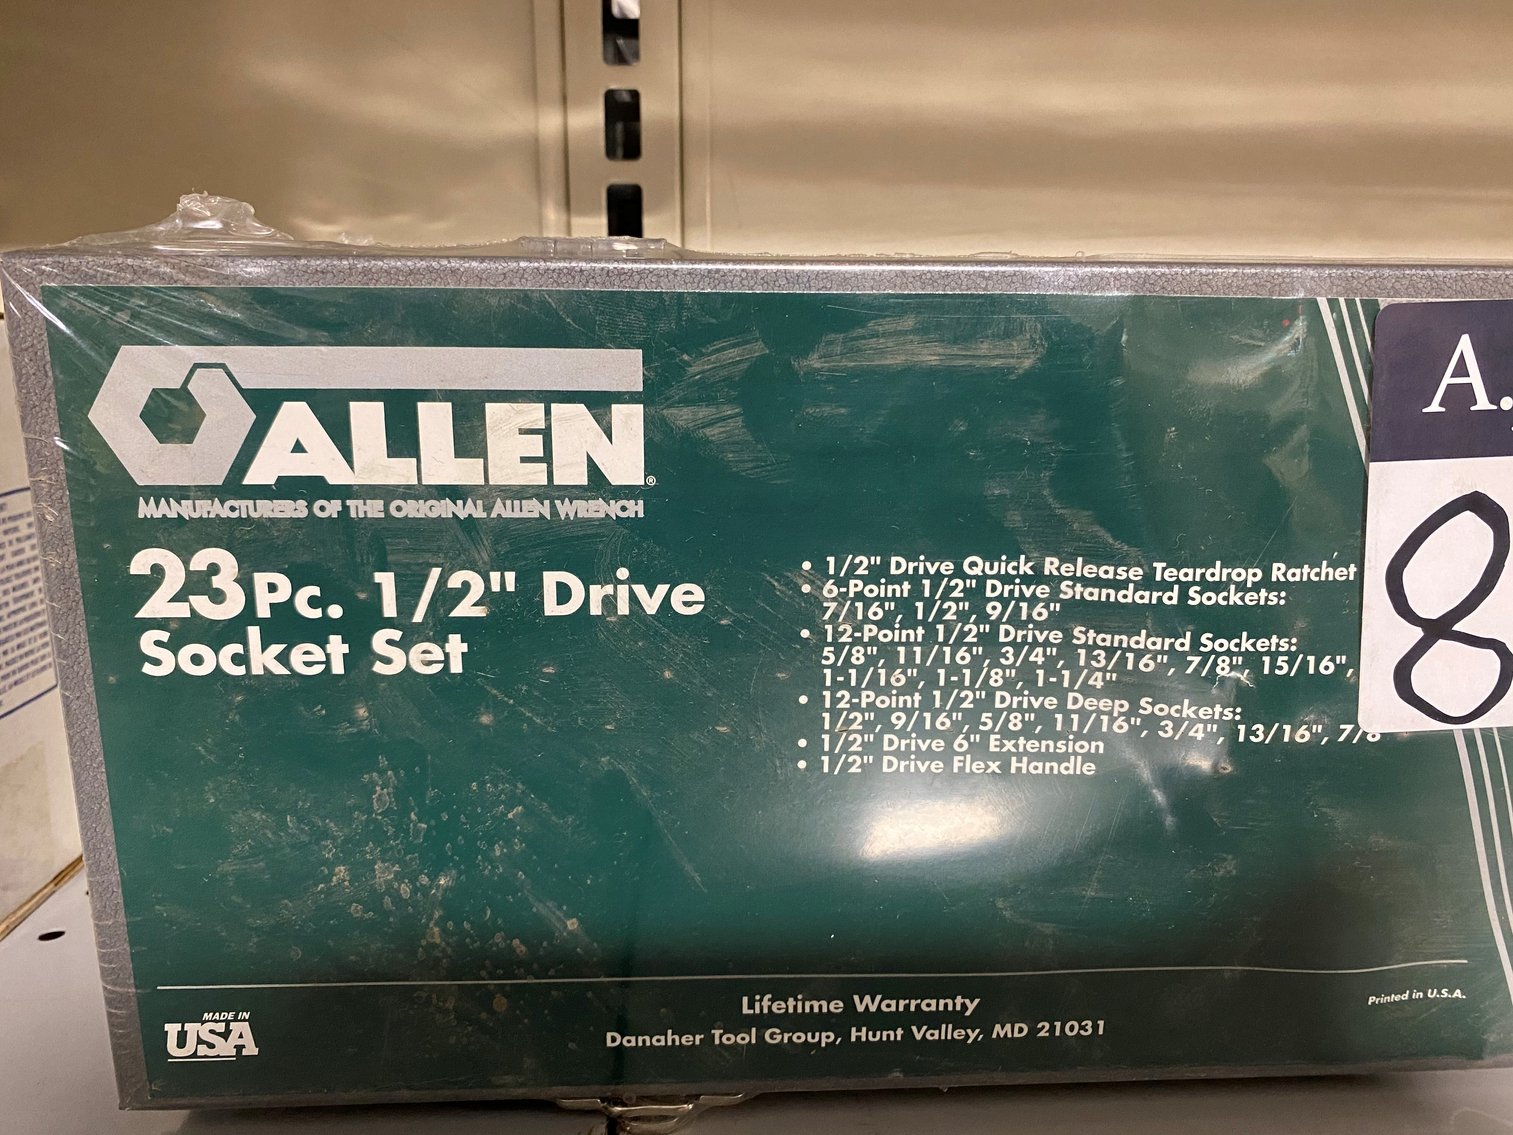 ALLEN®
MANUFACTURERS OF THE ORIGINAL ALLEN WRENCH
23 Pc. 1/2" Drive
Socket Set
• 1/2" Drive Quick Release Teardrop Ratchet
• 6-Point 1/2" Drive Standard Sockets:
7/16", 1/2", 9/16"
• 12-Point 1/2" Drive Standard Sockets:
5/8", 11/16", 3/4", 13/16", 7/8", 15/16",
1-1/16", 1-1/8", 1-1/4"
• 12-Point 1/2" Drive Deep Sockets:
1/2", 9/16", 5/8", 11/16", 3/4", 13/16", 7/8
• 1/2" Drive 6" Extension
• 1/2" Drive Flex Handle
A.
8
MADE IN
USA
Lifetime Warranty
Danaher Tool Group, Hunt Valley, MD 21031
Printed in U.S.A.